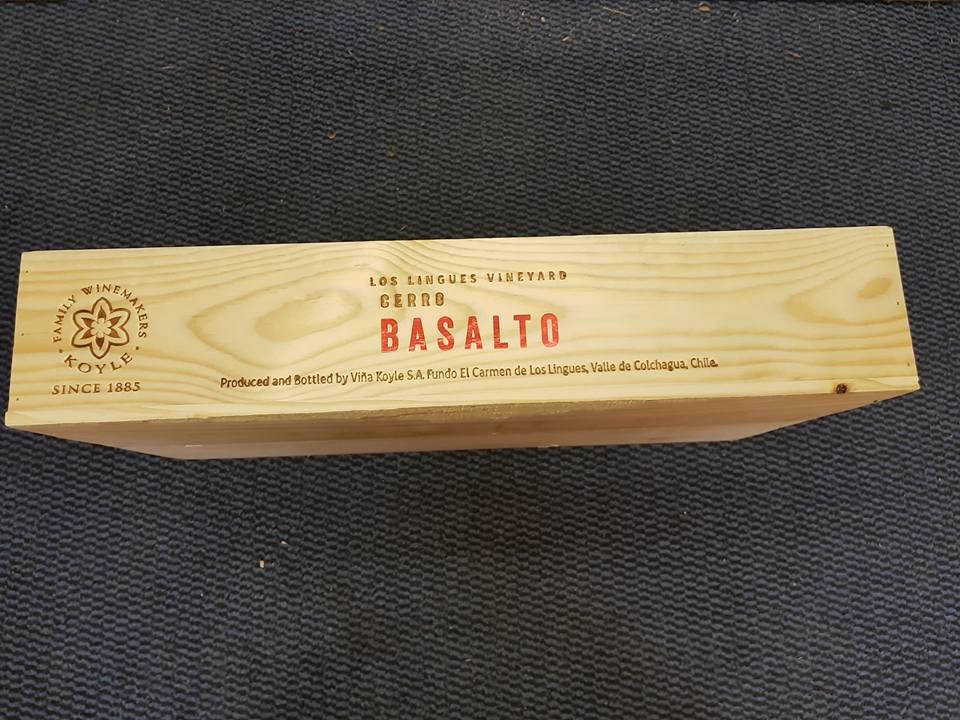 FAMILY WINEMAKERS
· KOYLE ·
SINCE 1885
LOS LINGUES VINEYARD
CERRO
BASALTO
Produced and Bottled by Viña Koyle S.A. Fundo El Carmen de Los Lingues, Valle de Colchagua, Chile.